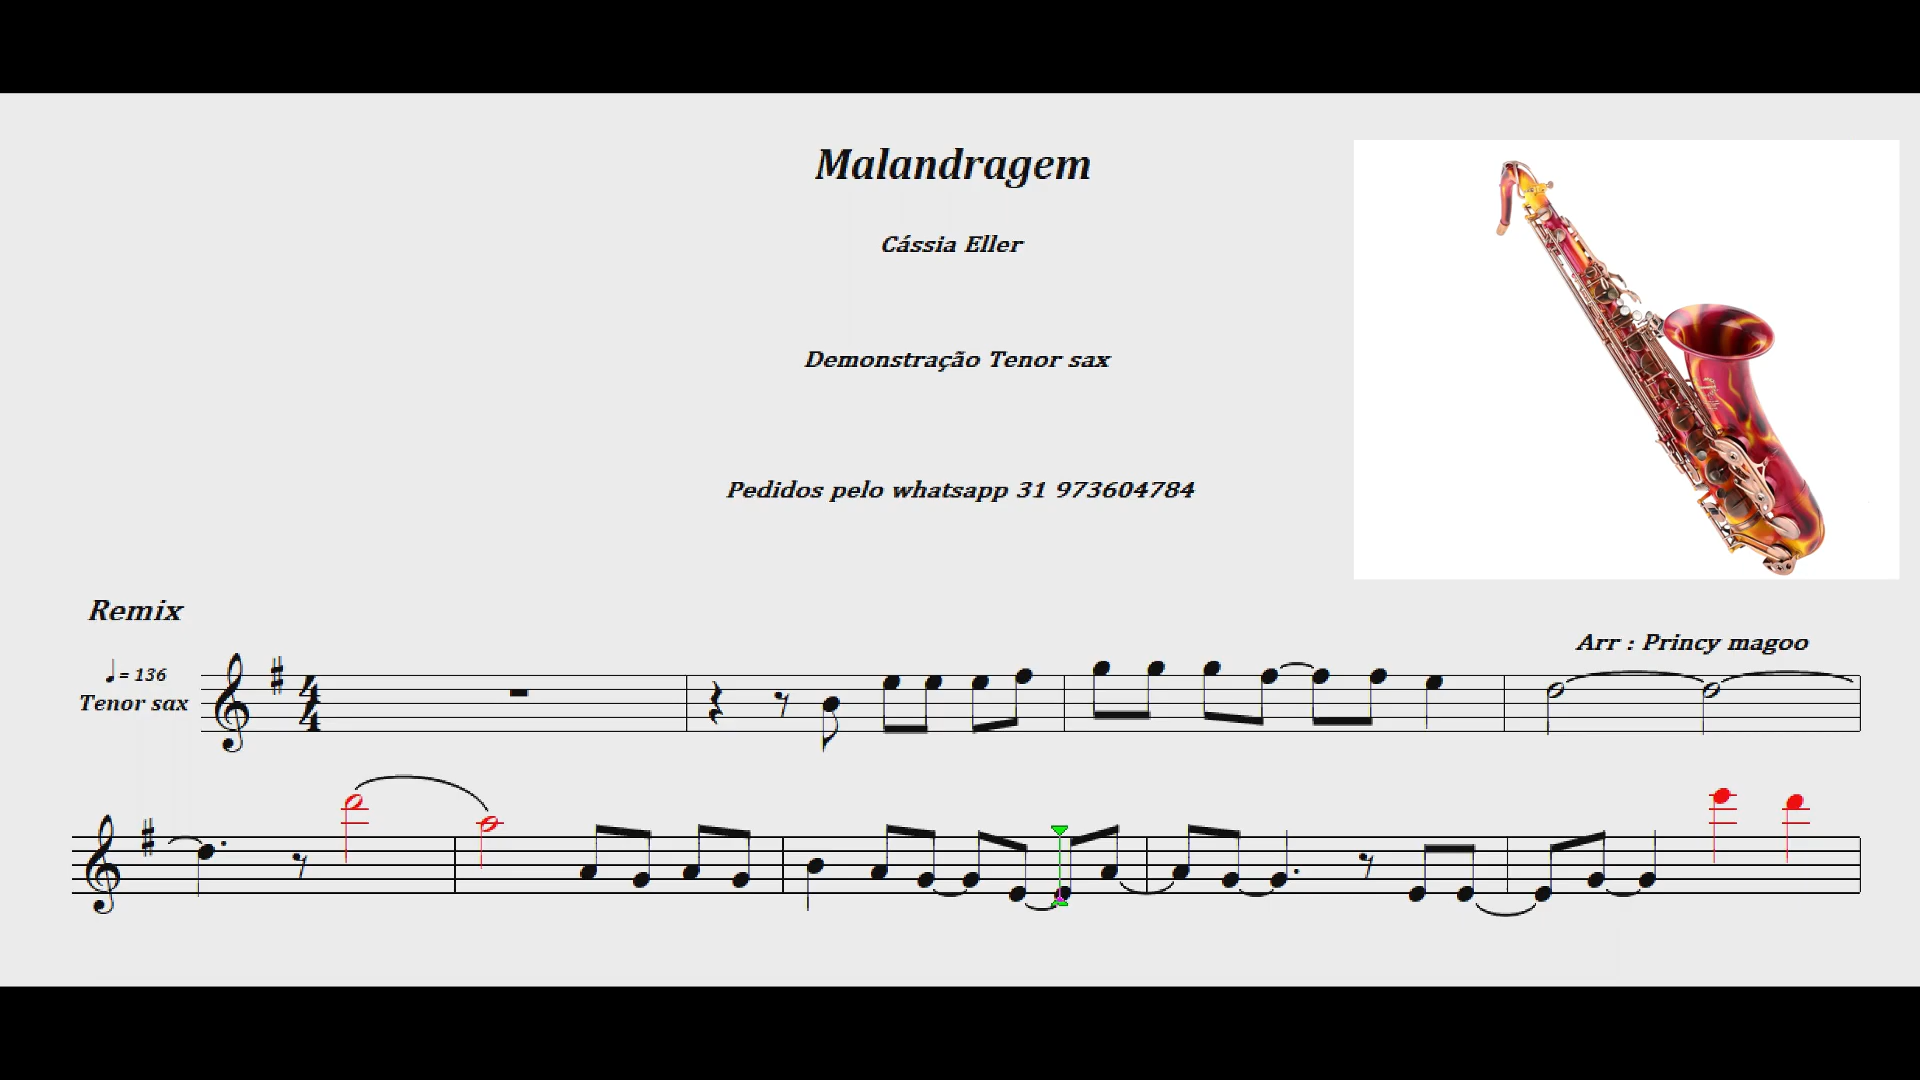 Malandragem
Cássia Eller
Demonstração Tenor sax
Pedidos pelo whatsapp 31 973604784
Remix
Arr : Princy magoo
♩ = 136
Tenor sax
4
4